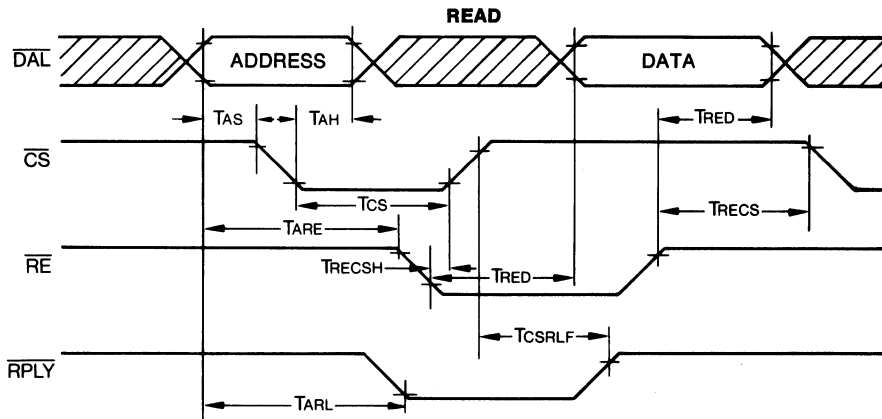 READ
DAL ADDRESS DATA
TAS TAH TRED
CS
TCS TRECS
TARE
RE TRECSH TRED
TCSRLF
RPLY
TARL